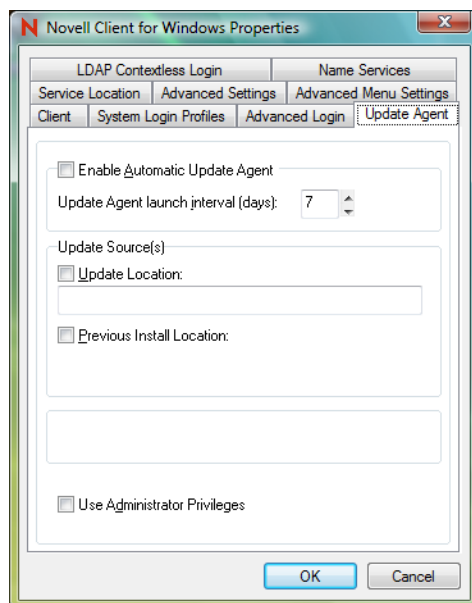 Novell Client for Windows Properties
LDAP Contextless Login Name Services
Service Location Advanced Settings Advanced Menu Settings
Client System Login Profiles Advanced Login Update Agent
Enable Automatic Update Agent
Update Agent launch interval (days): 7
Update Source(s)
Update Location:
Previous Install Location:
Use Administrator Privileges
OK Cancel